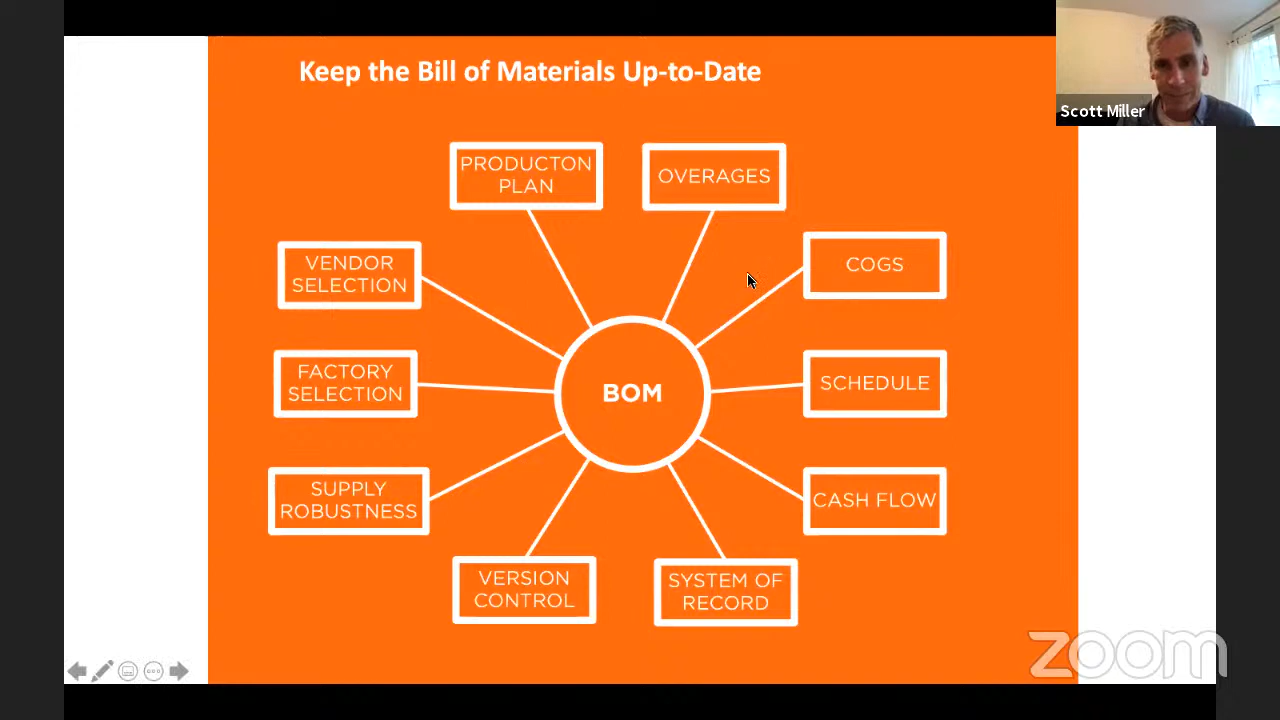 Keep the Bill of Materials Up-to-Date
Scott Miller
PRODUCTON
PLAN
OVERAGES
VENDOR
SELECTION
COGS
FACTORY
SELECTION
BOM
SCHEDULE
SUPPLY
ROBUSTNESS
CASH FLOW
VERSION
CONTROL
SYSTEM OF
RECORD
zoom